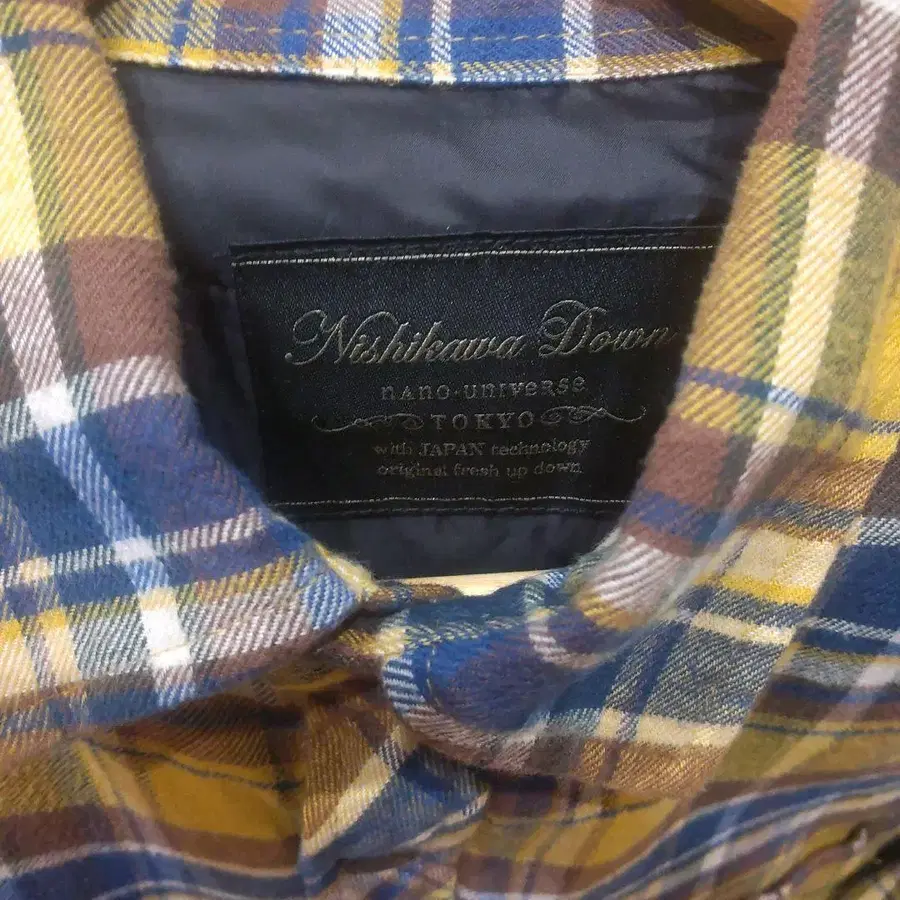 Nishikawa Down
nano·universe
TOKYO
with JAPAN technology
original fresh up down